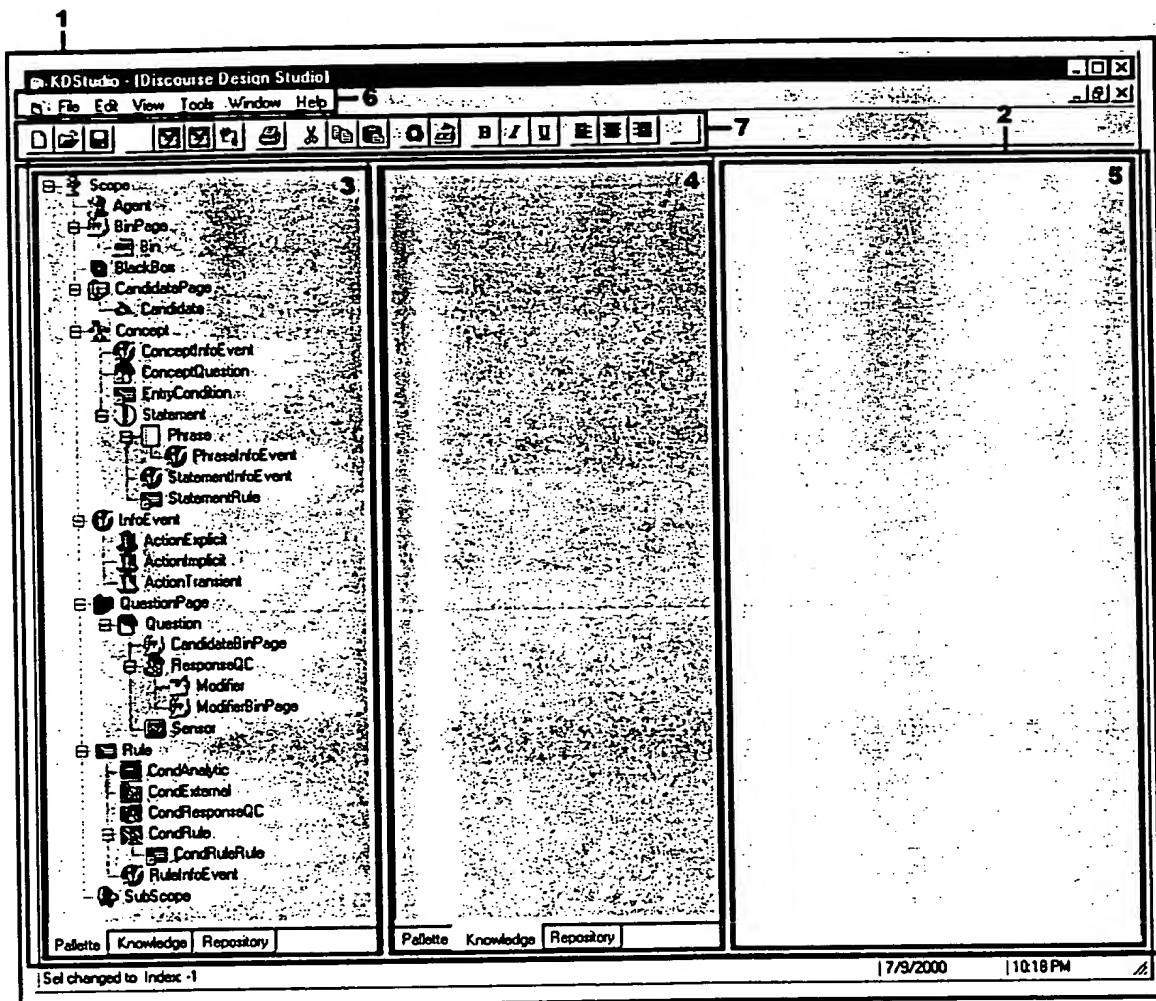 1
KDStudio - [Discourse Design Studio]
File Edit View Tools Window Help 6
B I U 7 2
3 4 5
Scope
Agent
BinPage
Bin
BlackBox
CandidatePage
Candidate
Concept
ConceptInfoEvent
ConceptQuestion
EntryCondition
Statement
Phrase
PhraseInfoEvent
StatementInfoEvent
StatementRule
InfoEvent
ActionExplicit
ActionImplicit
ActionTransient
QuestionPage
Question
CandidateBinPage
ResponseQC
Modifier
ModifierBinPage
Sensor
Rule
CondAnalytic
CondExternal
CondResponseQC
CondRule
CondRuleRule
RuleInfoEvent
SubScope
Pallette Knowledge Repository Pallette Knowledge Repository
Sel changed to Index -1 7/9/2000 10:18 PM